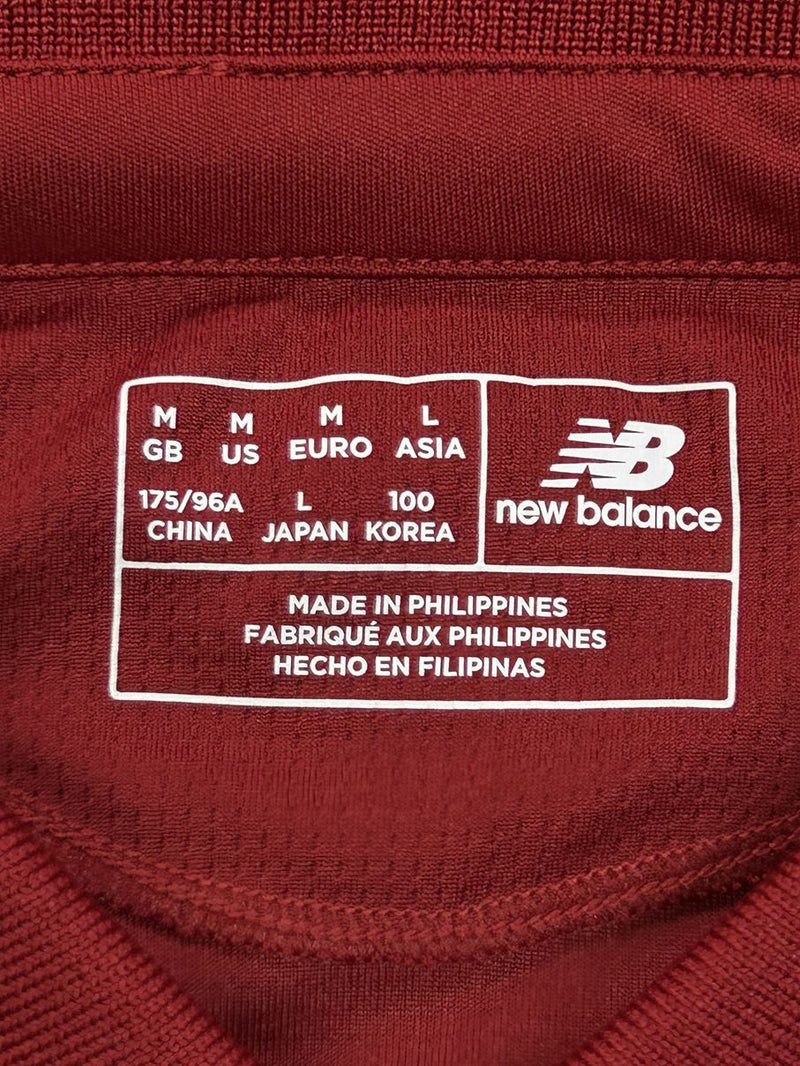 M M M L
GB US EURO ASIA
175/96A L 100
CHINA JAPAN KOREA
NB
new balance
MADE IN PHILIPPINES
FABRIQUÉ AUX PHILIPPINES
HECHO EN FILIPINAS